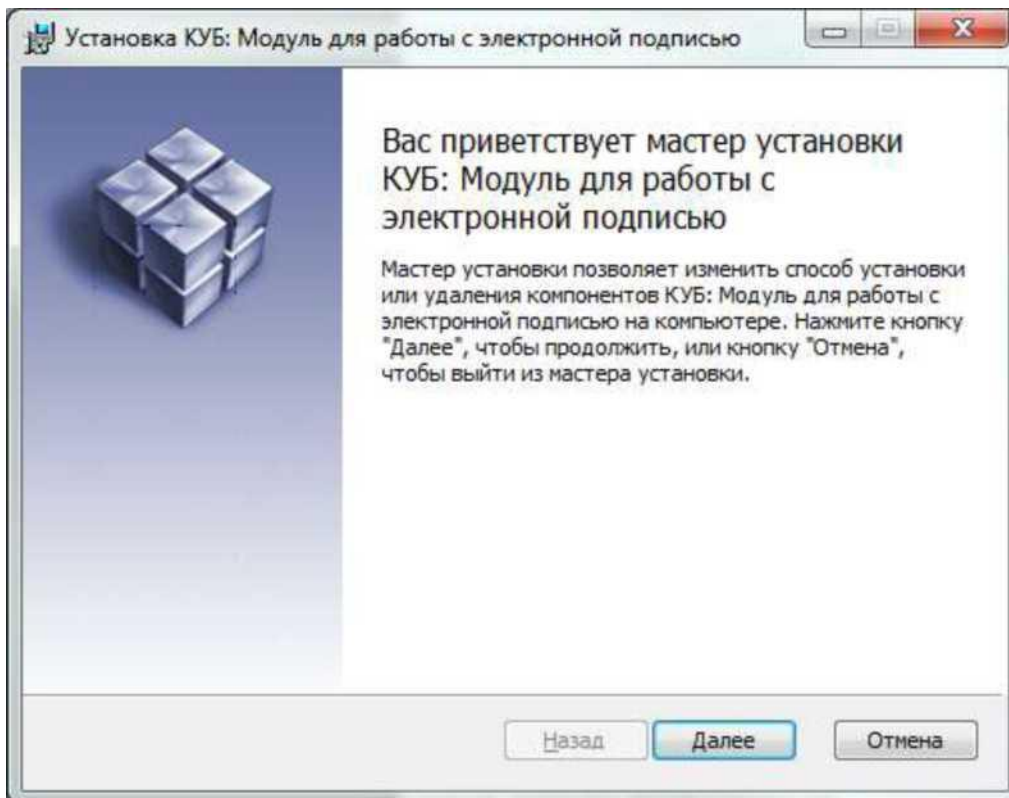 Установка КУБ: Модуль для работы с электронной подписью
Вас приветствует мастер установки
КУБ: Модуль для работы с
электронной подписью
Мастер установки позволяет изменить способ установки
или удаления компонентов КУБ: Модуль для работы с
электронной подписью на компьютере. Нажмите кнопку
"Далее", чтобы продолжить, или кнопку "Отмена",
чтобы выйти из мастера установки.
Назад Далее Отмена